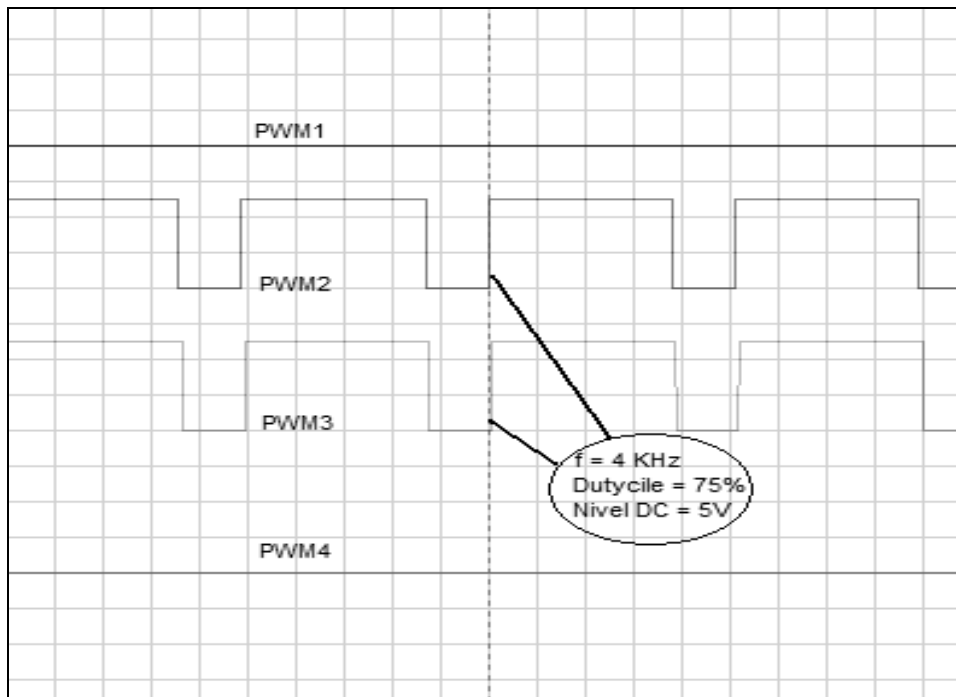 PWM1
PWM2
PWM3
f = 4 KHz
Dutycile = 75%
Nivel DC = 5V
PWM4